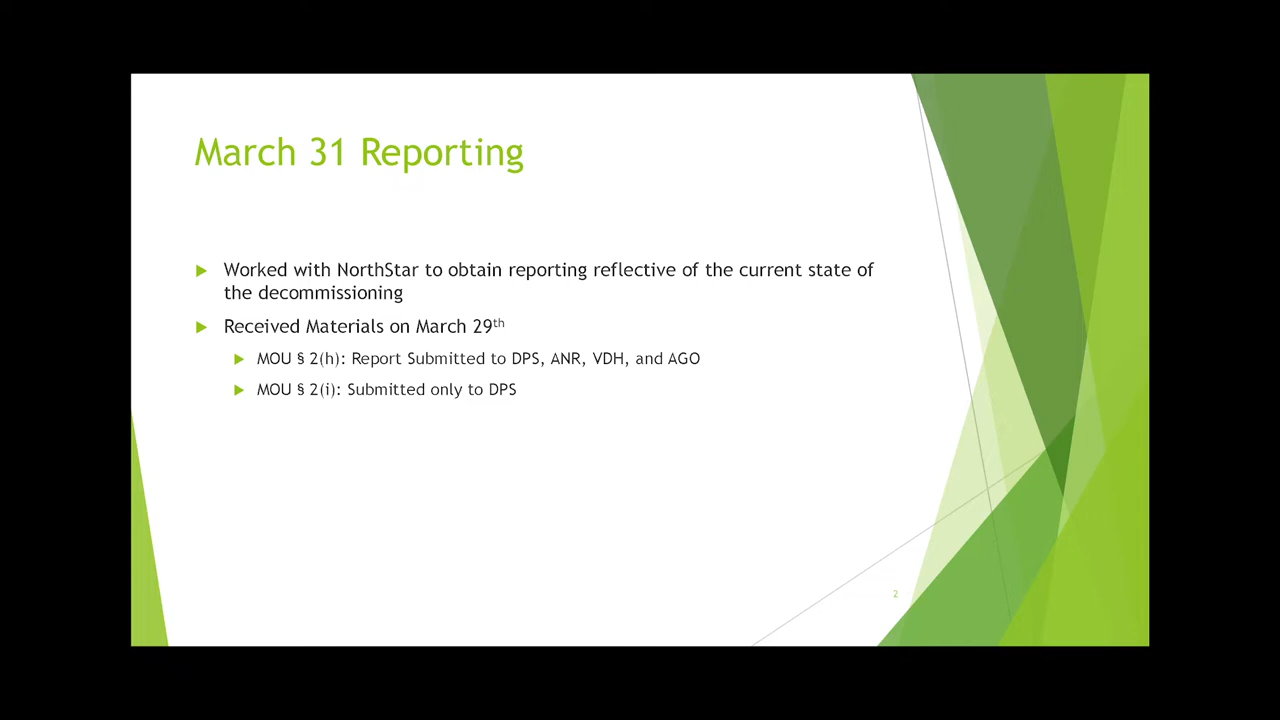 March 31 Reporting
Worked with NorthStar to obtain reporting reflective of the current state of
the decommissioning
Received Materials on March 29th
MOU § 2(h): Report Submitted to DPS, ANR, VDH, and AGO
MOU § 2(i): Submitted only to DPS
2